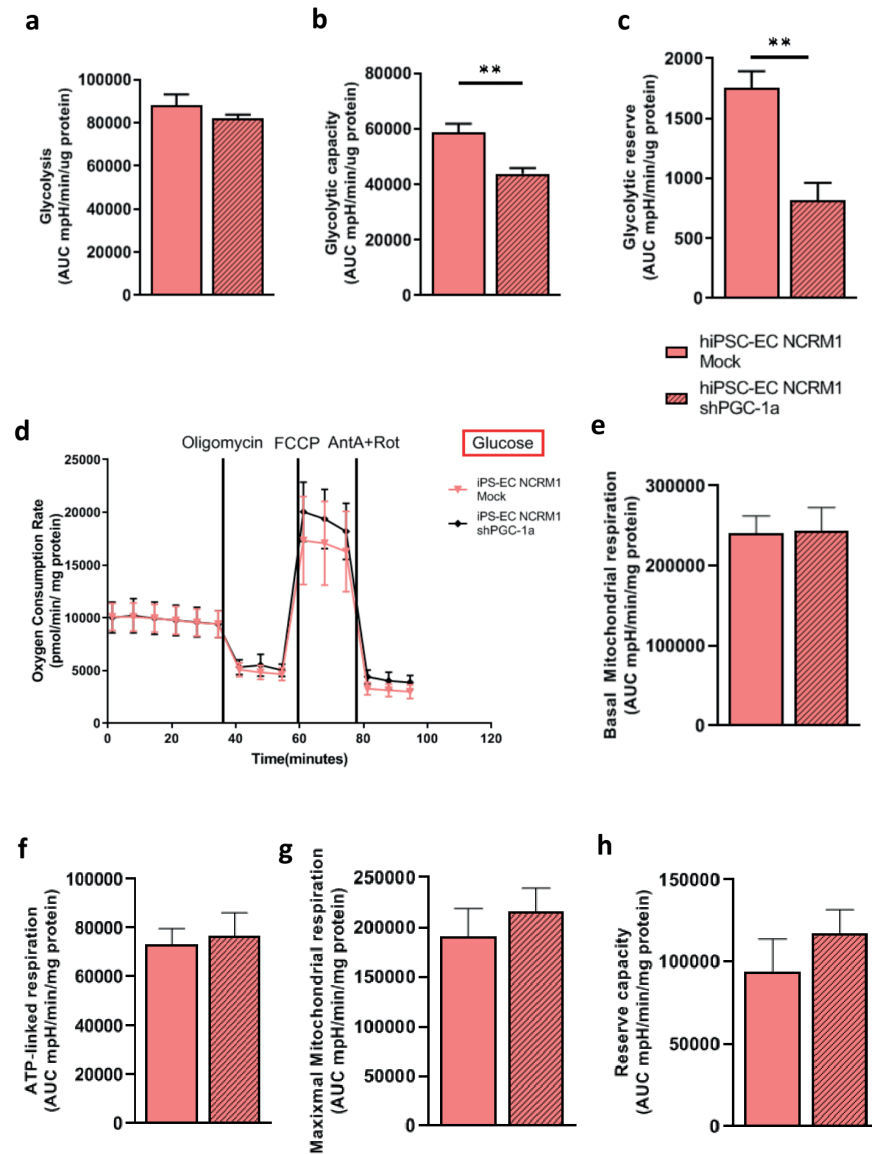 a
100000
80000
60000
40000
20000
0
Glycolysis
(AUC mpH/min/ug protein)
b
**
80000
60000
40000
20000
0
Glycolytic capacity
(AUC mpH/min/ug protein)
c
**
2000
1500
1000
500
0
Glycolytic reserve
(AUC mpH/min/ug protein)
hiPSC-EC NCRM1
Mock
hiPSC-EC NCRM1
shPGC-1a
d
Oligomycin
FCCP
AntA+Rot
Glucose
25000
20000
15000
10000
5000
0
Oxygen Consumption Rate
(pmol/min/ mg protein)
0
20
40
60
80
100
120
Time(minutes)
iPS-EC NCRM1
Mock
iPS-EC NCRM1
shPGC-1a
e
300000
200000
100000
0
Basal Mitochondrial respiration
(AUC mpH/min/mg protein)
f
100000
80000
60000
40000
20000
0
ATP-linked respiration
(AUC mpH/min/mg protein)
g
250000
200000
150000
100000
50000
0
Maxixmal Mitochondrial respiration
(AUC mpH/min/mg protein)
h
150000
100000
50000
0
Reserve capacity
(AUC mpH/min/mg protein)